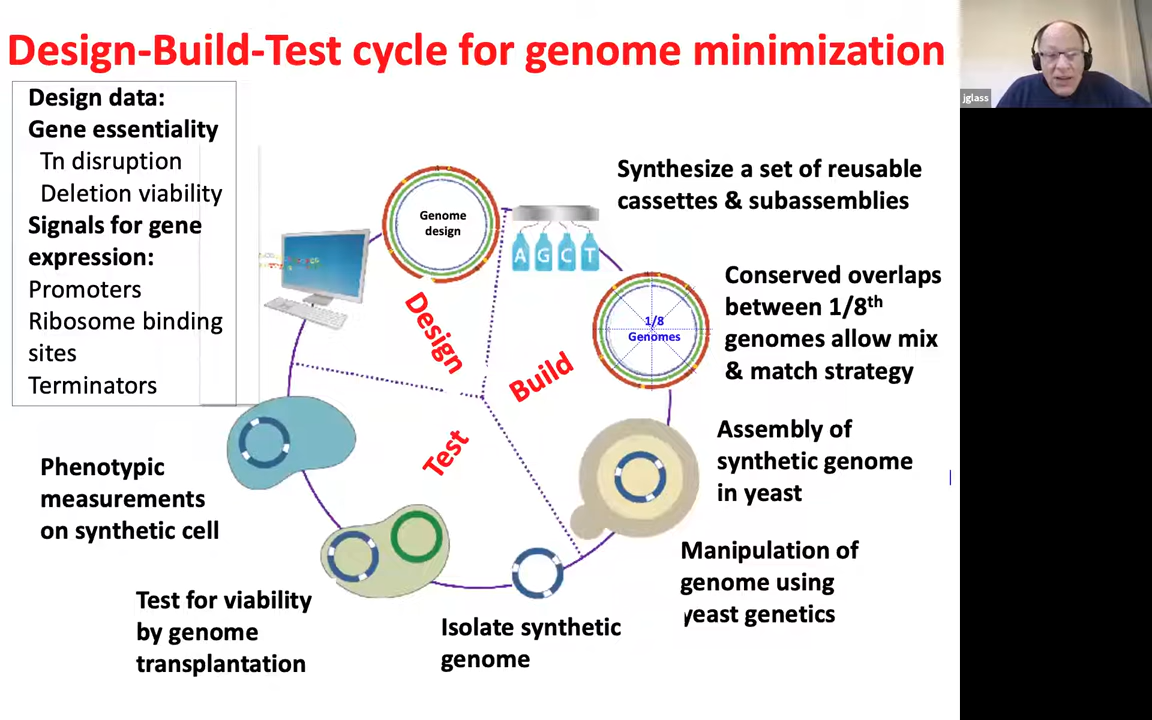 Design-Build-Test cycle for genome minimization
jglass
Design data:
Gene essentiality
Tn disruption
Deletion viability
Signals for gene
expression:
Promoters
Ribosome binding
sites
Terminators
Genome
design
A G C T
Synthesize a set of reusable
cassettes & subassemblies
1/8
Genomes
Conserved overlaps
between 1/8th
genomes allow mix
& match strategy
Design
Build
Test
Assembly of
synthetic genome
in yeast
Manipulation of
genome using
yeast genetics
Isolate synthetic
genome
Test for viability
by genome
transplantation
Phenotypic
measurements
on synthetic cell